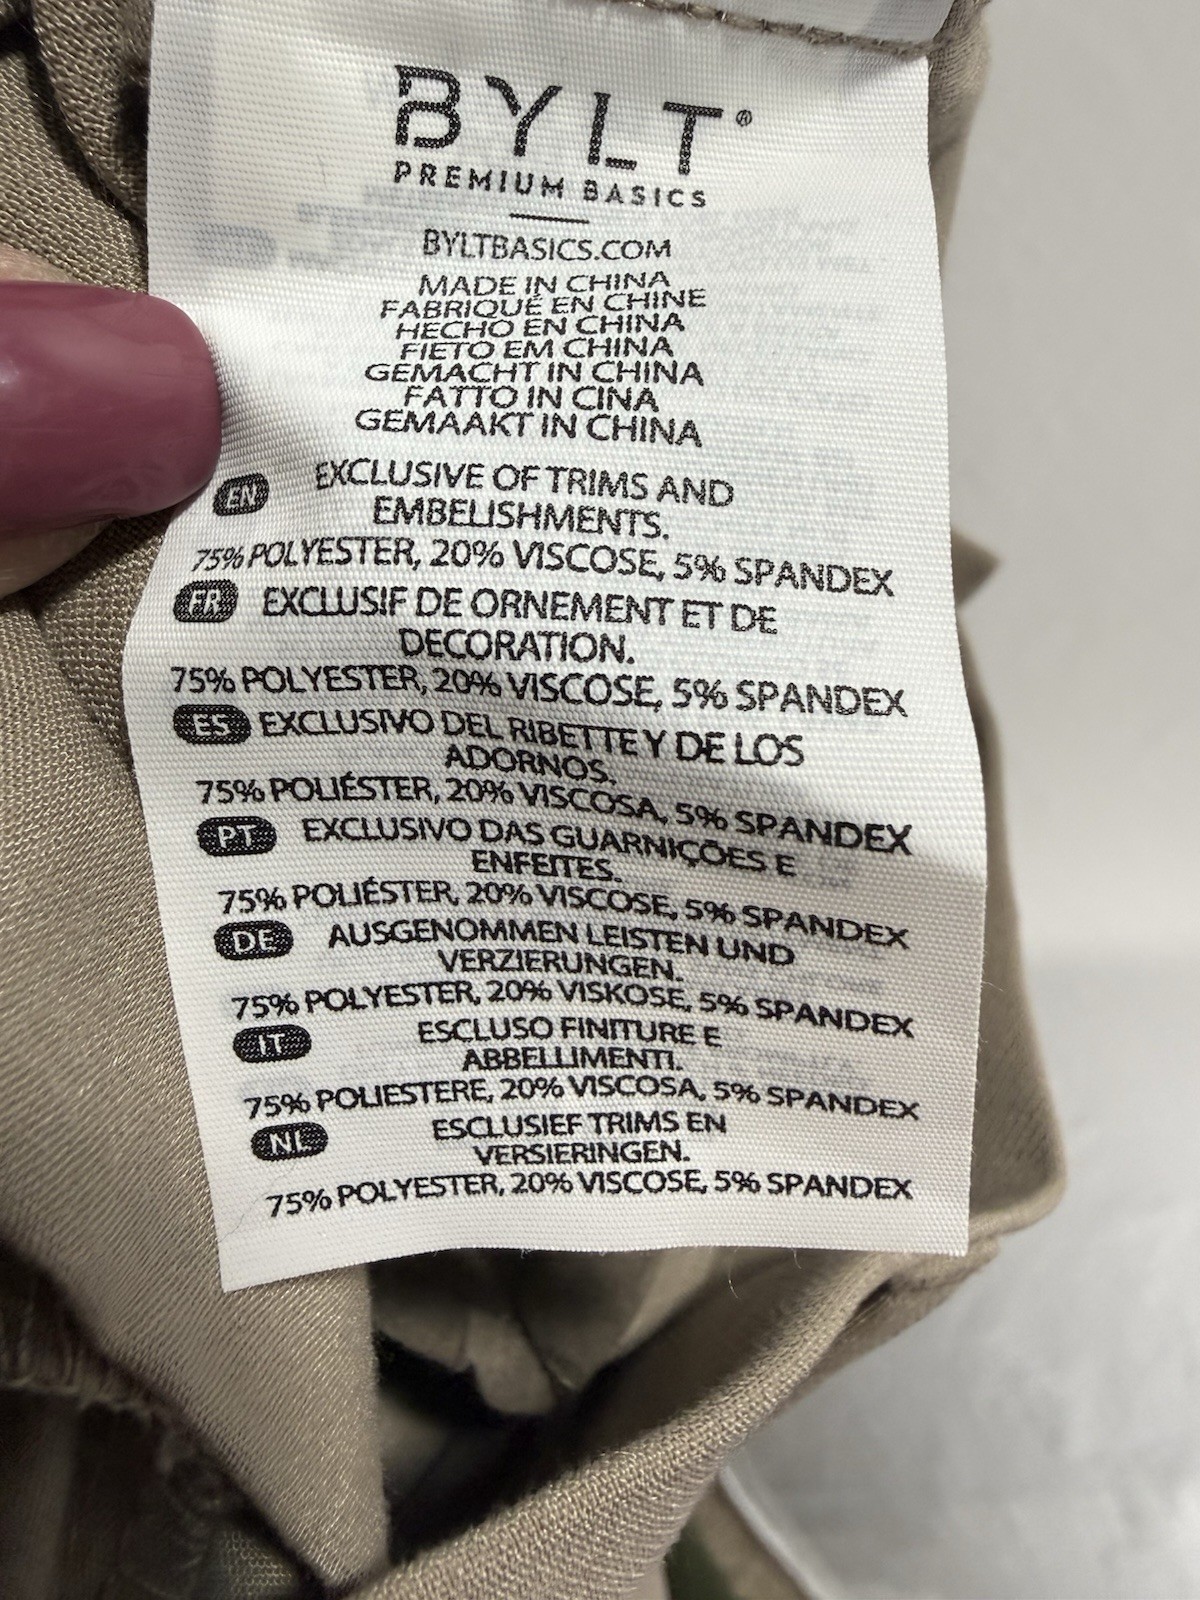 BYLT®
PREMIUM BASICS
BYLTBASICS.COM
MADE IN CHINA
FABRIQUÉ EN CHINE
HECHO EN CHINA
FIETO EM CHINA
GEMACHT IN CHINA
FATTO IN CINA
GEMAAKT IN CHINA
EN EXCLUSIVE OF TRIMS AND
EMBELISHMENTS.
75% POLYESTER, 20% VISCOSE, 5% SPANDEX
FR EXCLUSIF DE ORNEMENT ET DE
DECORATION.
75% POLYESTER, 20% VISCOSE, 5% SPANDEX
ES EXCLUSIVO DEL RIBETTE Y DE LOS
ADORNOS.
75% POLIÉSTER, 20% VISCOSA, 5% SPANDEX
PT EXCLUSIVO DAS GUARNIÇÕES E
ENFEITES.
75% POLIÉSTER, 20% VISCOSE, 5% SPANDEX
DE AUSGENOMMEN LEISTEN UND
VERZIERUNGEN.
75% POLYESTER, 20% VISKOSE, 5% SPANDEX
IT ESCLUSO FINITURE E
ABBELLIMENTI.
75% POLIESTERE, 20% VISCOSA, 5% SPANDEX
NL ESCLUSIEF TRIMS EN
VERSIERINGEN.
75% POLYESTER, 20% VISCOSE, 5% SPANDEX